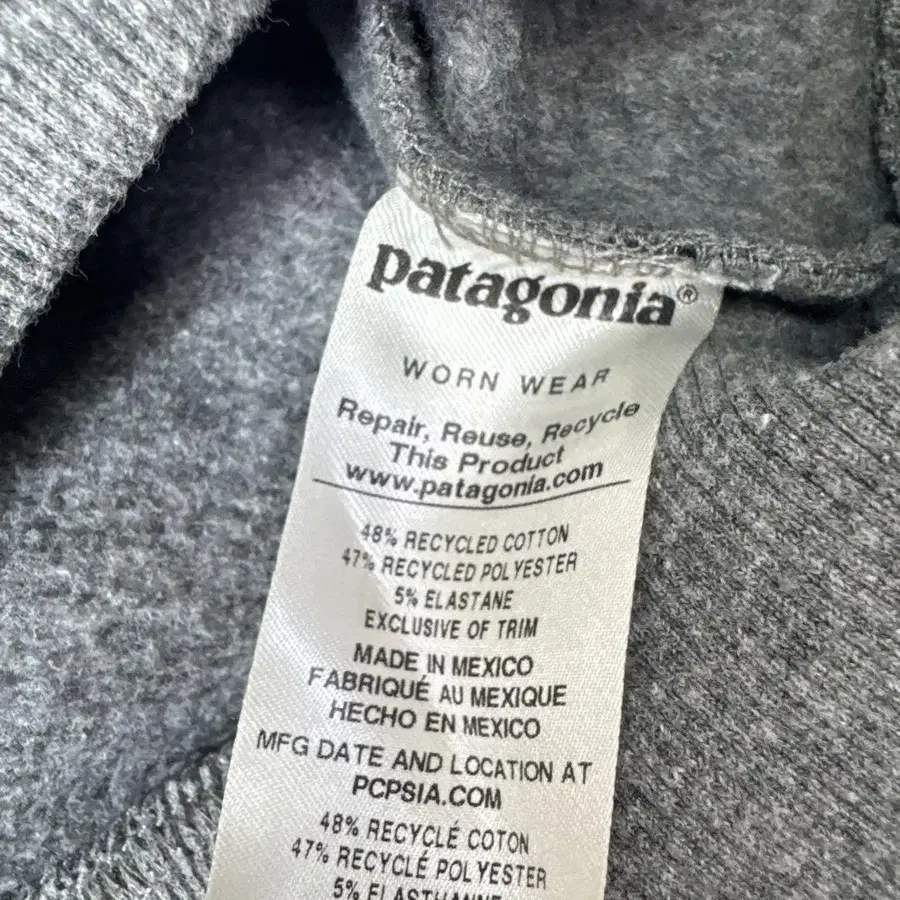 patagonia®
WORN WEAR
Repair, Reuse, Recycle
This Product
www.patagonia.com
48% RECYCLED COTTON
47% RECYCLED POLYESTER
5% ELASTANE
EXCLUSIVE OF TRIM
MADE IN MEXICO
FABRIQUÉ AU MEXIQUE
HECHO EN MEXICO
MFG DATE AND LOCATION AT
PCPSIA.COM
48% RECYCLÉ COTON
47% RECYCLÉ POLYESTER
5% ELASTHANNE